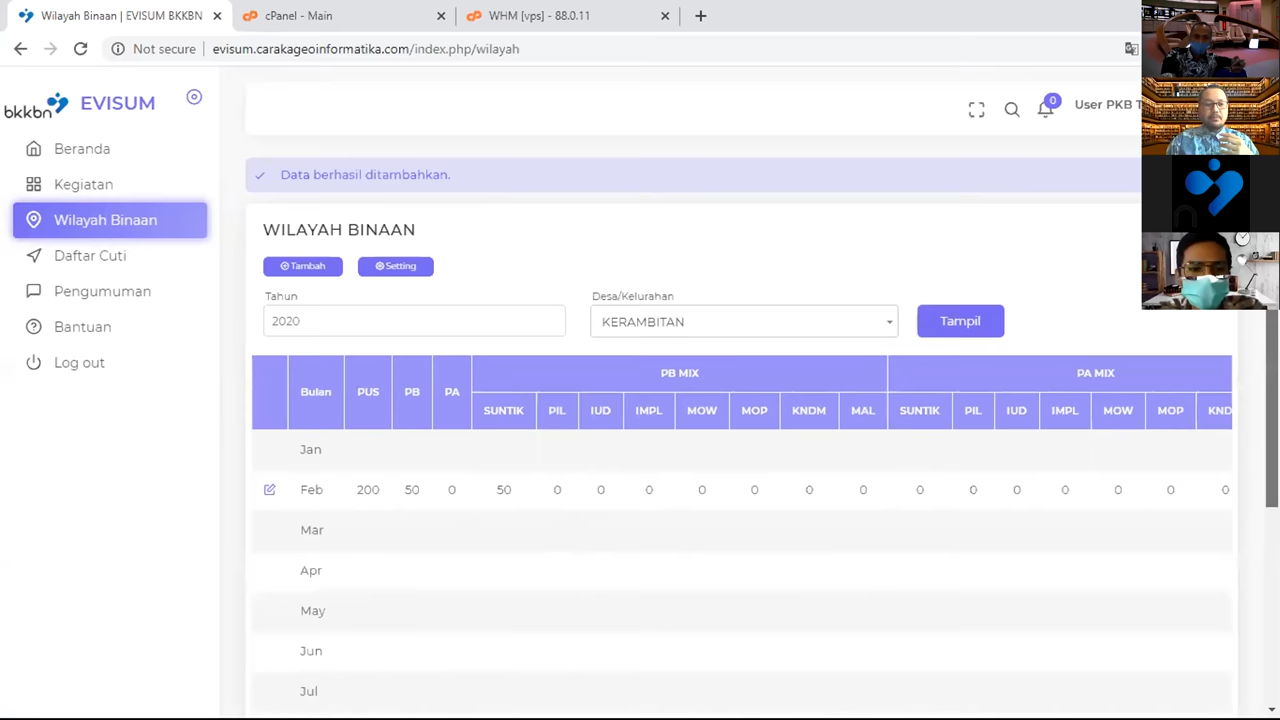 Wilayah Binaan | EVISUM BKKBN
cPanel - Main
WHM [vps] - 88.0.11
Not secure
evisum.carakageoinformatika.com/index.php/wilayah
bkkbn
EVISUM
0
User PKB T
Beranda
Kegiatan
Wilayah Binaan
Daftar Cuti
Pengumuman
Bantuan
Log out
Data berhasil ditambahkan.
WILAYAH BINAAN
Tambah
Setting
Tahun
Desa/Kelurahan
2020
KERAMBITAN
Tampil
Bulan PUS PB PA PB MIX PA MIX
SUNTIK PIL IUD IMPL MOW MOP KNDM MAL SUNTIK PIL IUD IMPL MOW MOP KND
Jan
Feb 200 50 0 50 0 0 0 0 0 0 0 0 0 0 0 0 0 0
Mar
Apr
May
Jun
Jul